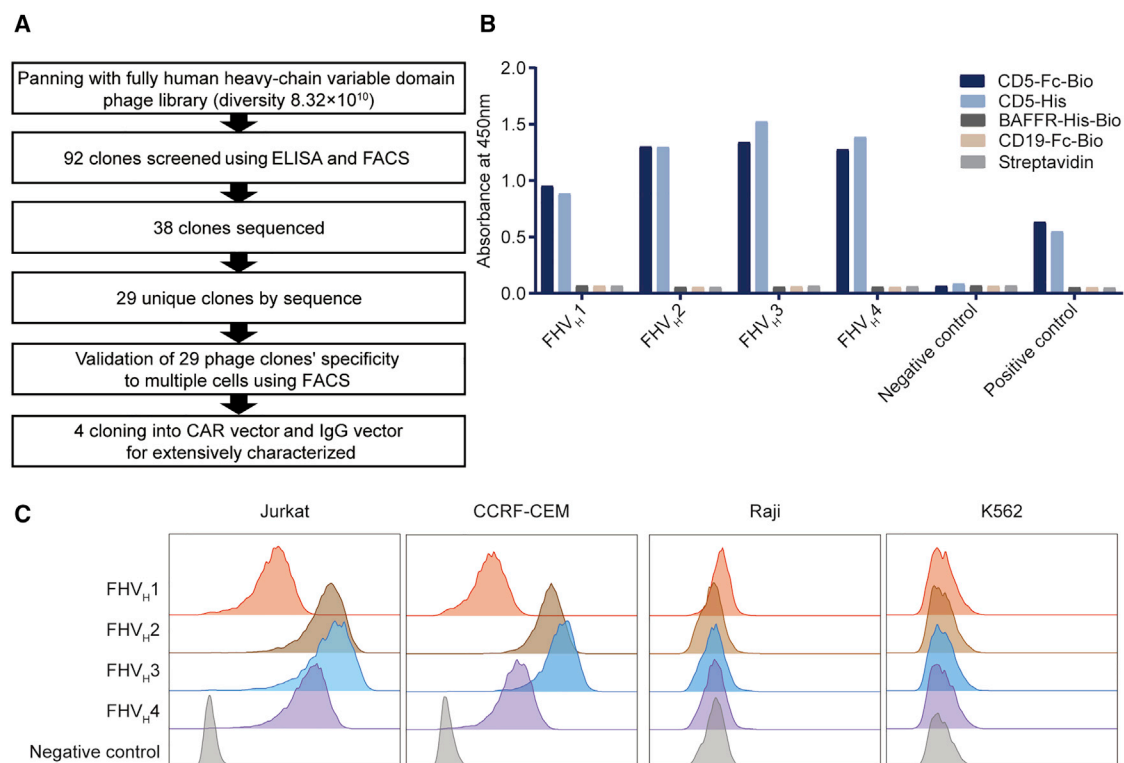 A
Panning with fully human heavy-chain variable domain
phage library (diversity 8.32×10¹⁰)
92 clones screened using ELISA and FACS
38 clones sequenced
29 unique clones by sequence
Validation of 29 phage clones' specificity
to multiple cells using FACS
4 cloning into CAR vector and IgG vector
for extensively characterized
B
Absorbance at 450nm
2.0
1.5
1.0
0.5
0.0
CD5-Fc-Bio
CD5-His
BAFFR-His-Bio
CD19-Fc-Bio
Streptavidin
FHVH1
FHVH2
FHVH3
FHVH4
Negative control
Positive control
C
Jurkat
CCRF-CEM
Raji
K562
FHVH1
FHVH2
FHVH3
FHVH4
Negative control